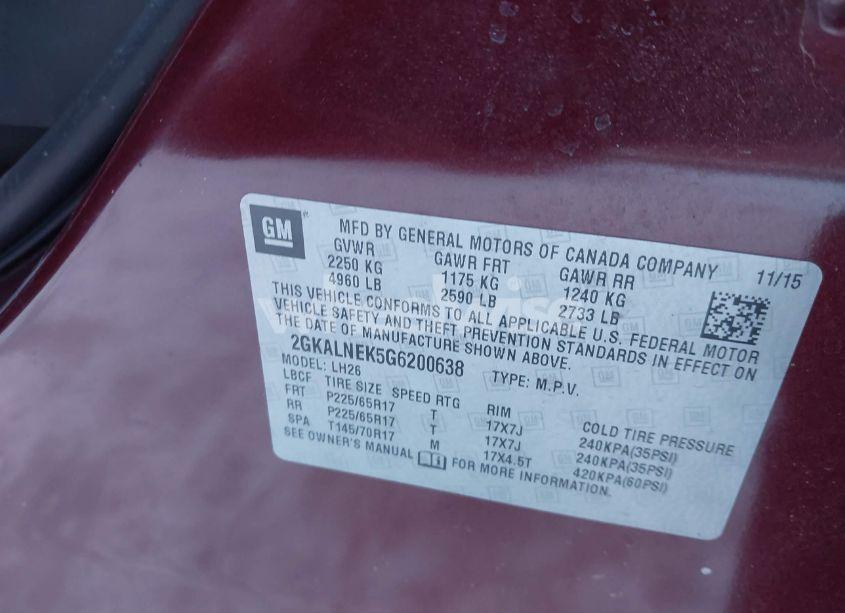 GM
MFD BY GENERAL MOTORS OF CANADA COMPANY 11/15
GVWR GAWR FRT GAWR RR
2250 KG 1175 KG 1240 KG
4960 LB 2590 LB 2733 LB
THIS VEHICLE CONFORMS TO ALL APPLICABLE U.S. FEDERAL MOTOR
VEHICLE SAFETY AND THEFT PREVENTION STANDARDS IN EFFECT ON
THE DATE OF MANUFACTURE SHOWN ABOVE.
2GKALNEK5G6200638 TYPE: M.P.V.
MODEL: LH26
LBCF TIRE SIZE SPEED RTG RIM COLD TIRE PRESSURE
FRT P225/65R17 T 17X7J 240KPA(35PSI)
RR P225/65R17 T 17X7J 240KPA(35PSI)
SPA T145/70R17 M 17X4.5T 420KPA(60PSI)
SEE OWNER'S MANUAL FOR MORE INFORMATION.